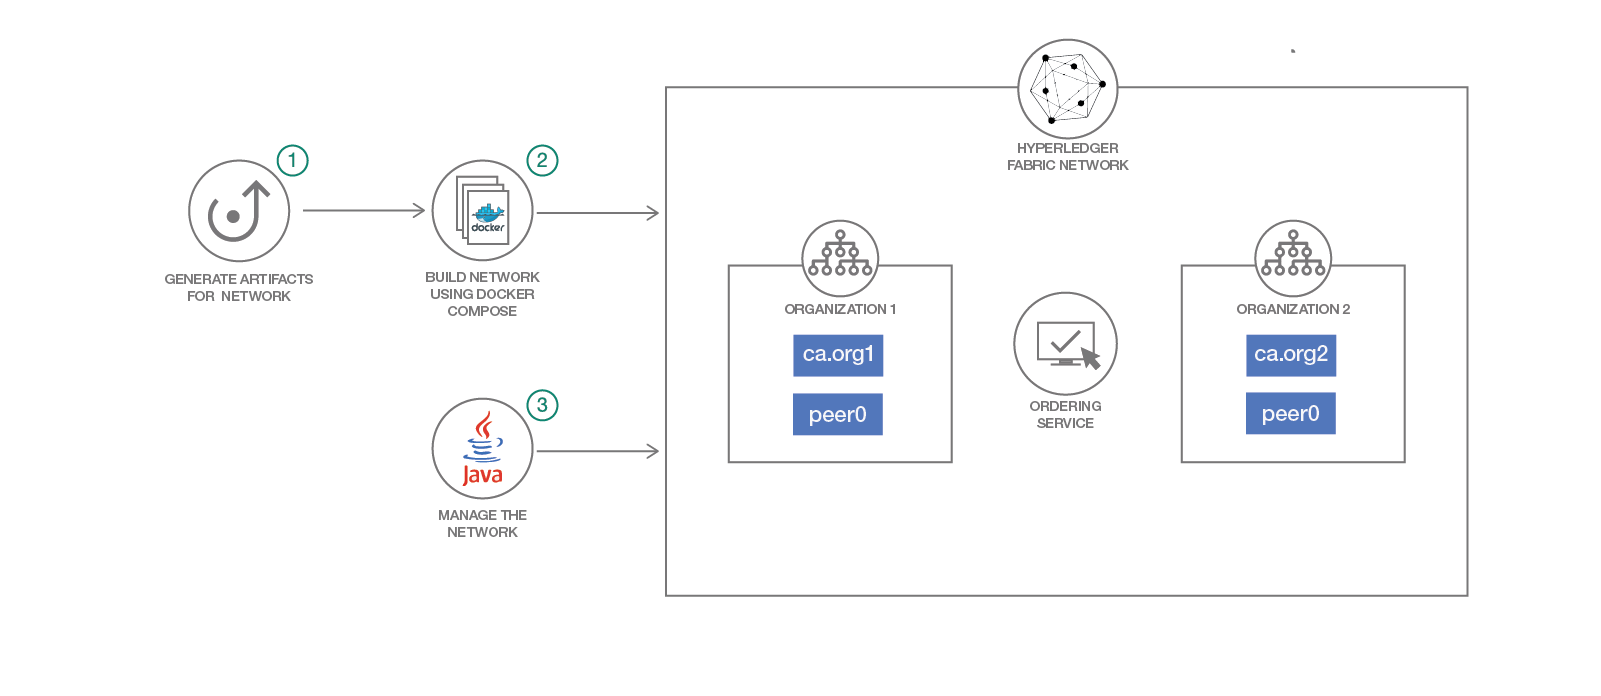 1
GENERATE ARTIFACTS
FOR NETWORK
2
docker
BUILD NETWORK
USING DOCKER
COMPOSE
3
Java
MANAGE THE
NETWORK
HYPERLEDGER
FABRIC NETWORK
ORGANIZATION 1
ca.org1
peer0
ORDERING
SERVICE
ORGANIZATION 2
ca.org2
peer0